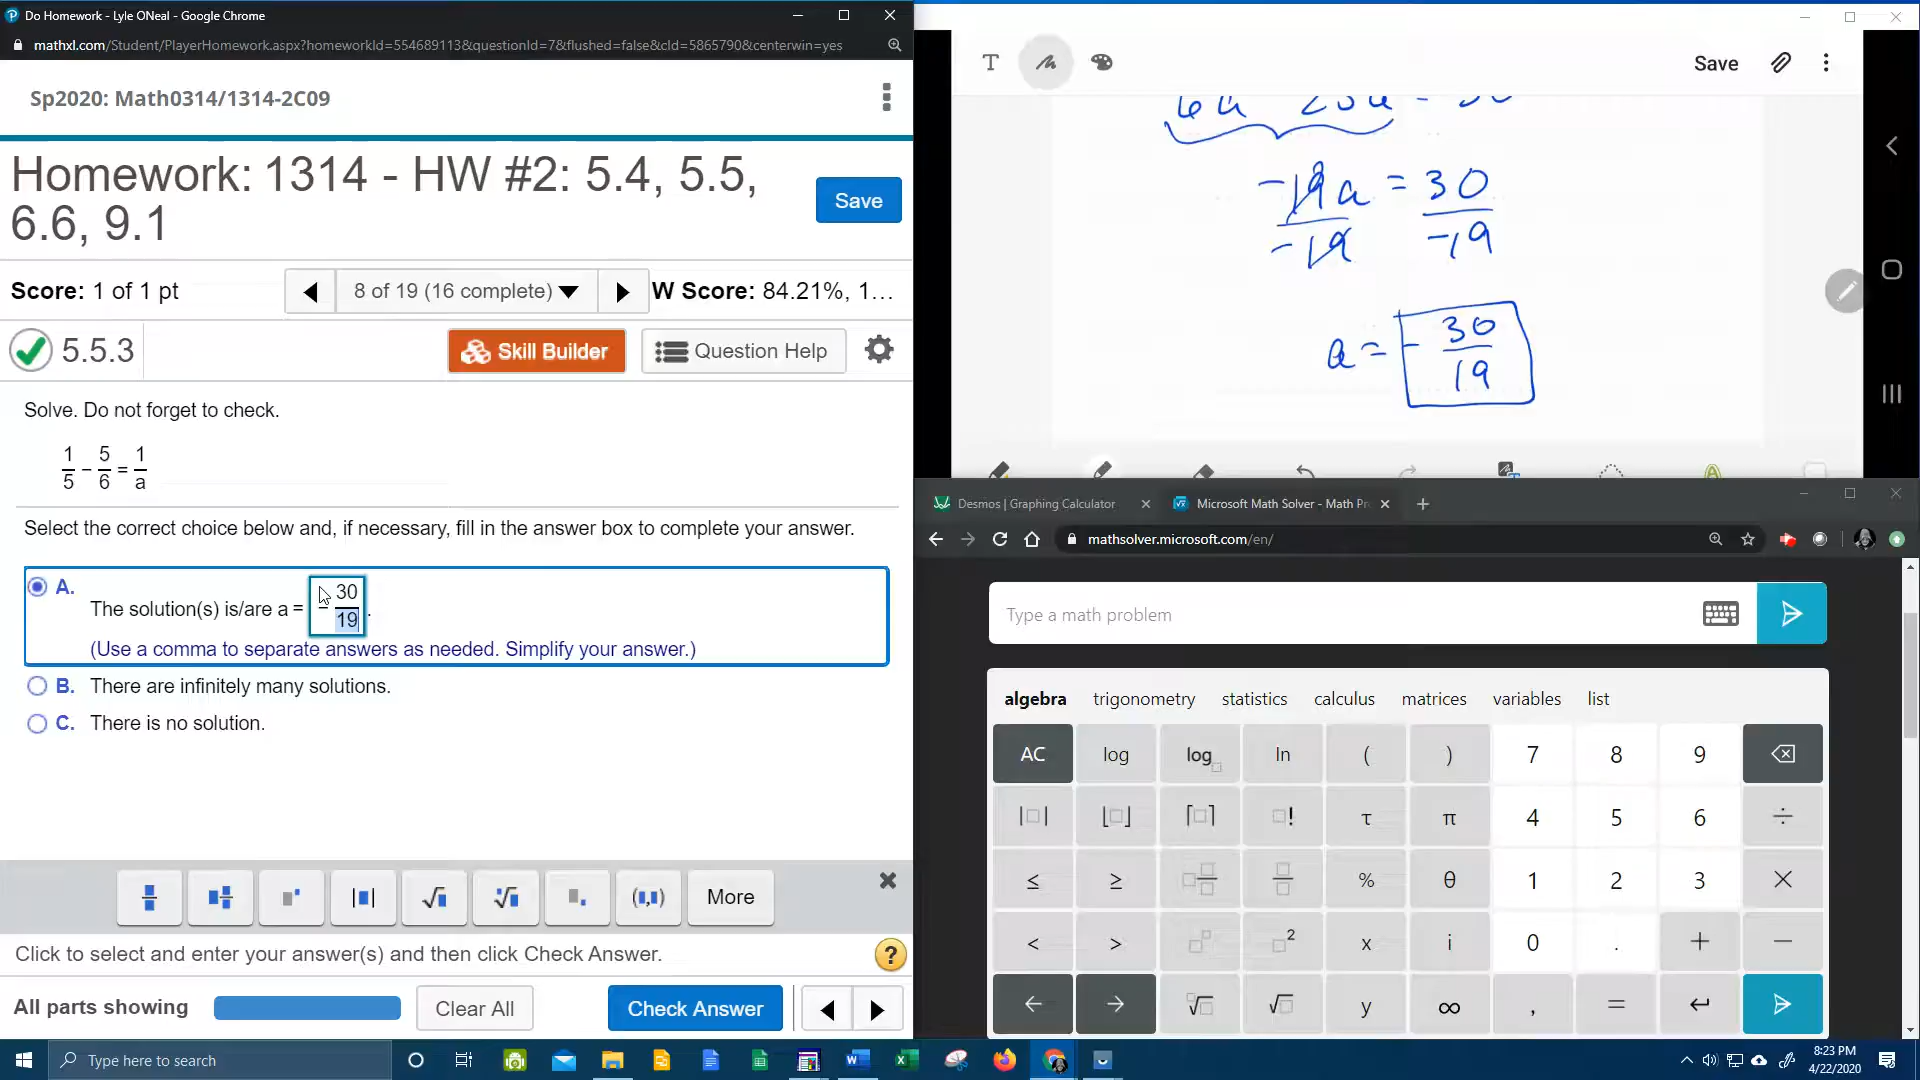 Do Homework - Lyle ONeal - Google Chrome
mathxl.com/Student/PlayerHomework.aspx?homeworkId=554689113&questionId=7&flushed=false&cId=5865790&centerwin=yes
Sp2020: Math0314/1314-2C09
Homework: 1314 - HW #2: 5.4, 5.5,
6.6, 9.1
Save
Score: 1 of 1 pt
8 of 19 (16 complete)
W Score: 84.21%, 1...
5.5.3
Skill Builder
Question Help
Solve. Do not forget to check.
1/5 - 5/6 = 1/a
Select the correct choice below and, if necessary, fill in the answer box to complete your answer.
A.
The solution(s) is/are a = - 30/19 .
(Use a comma to separate answers as needed. Simplify your answer.)
B. There are infinitely many solutions.
C. There is no solution.
More
Click to select and enter your answer(s) and then click Check Answer.
?
All parts showing
Clear All
Check Answer
T
Save
-19a/-19 = 30/-19
a = - 30/19
Desmos | Graphing Calculator
Microsoft Math Solver - Math Pr
mathsolver.microsoft.com/en/
Type a math problem
algebra trigonometry statistics calculus matrices variables list
AC log log□ ln ( ) 7 8 9
|□| ⌊□⌋ ⌈□⌉ □! τ π 4 5 6 ÷
≤ ≥ □□/□ □/□ % θ 1 2 3 ×
< > □□ □2 x i 0 . + −
← → □√□ √□ y ∞ , = ↵
Type here to search
8:23 PM
4/22/2020